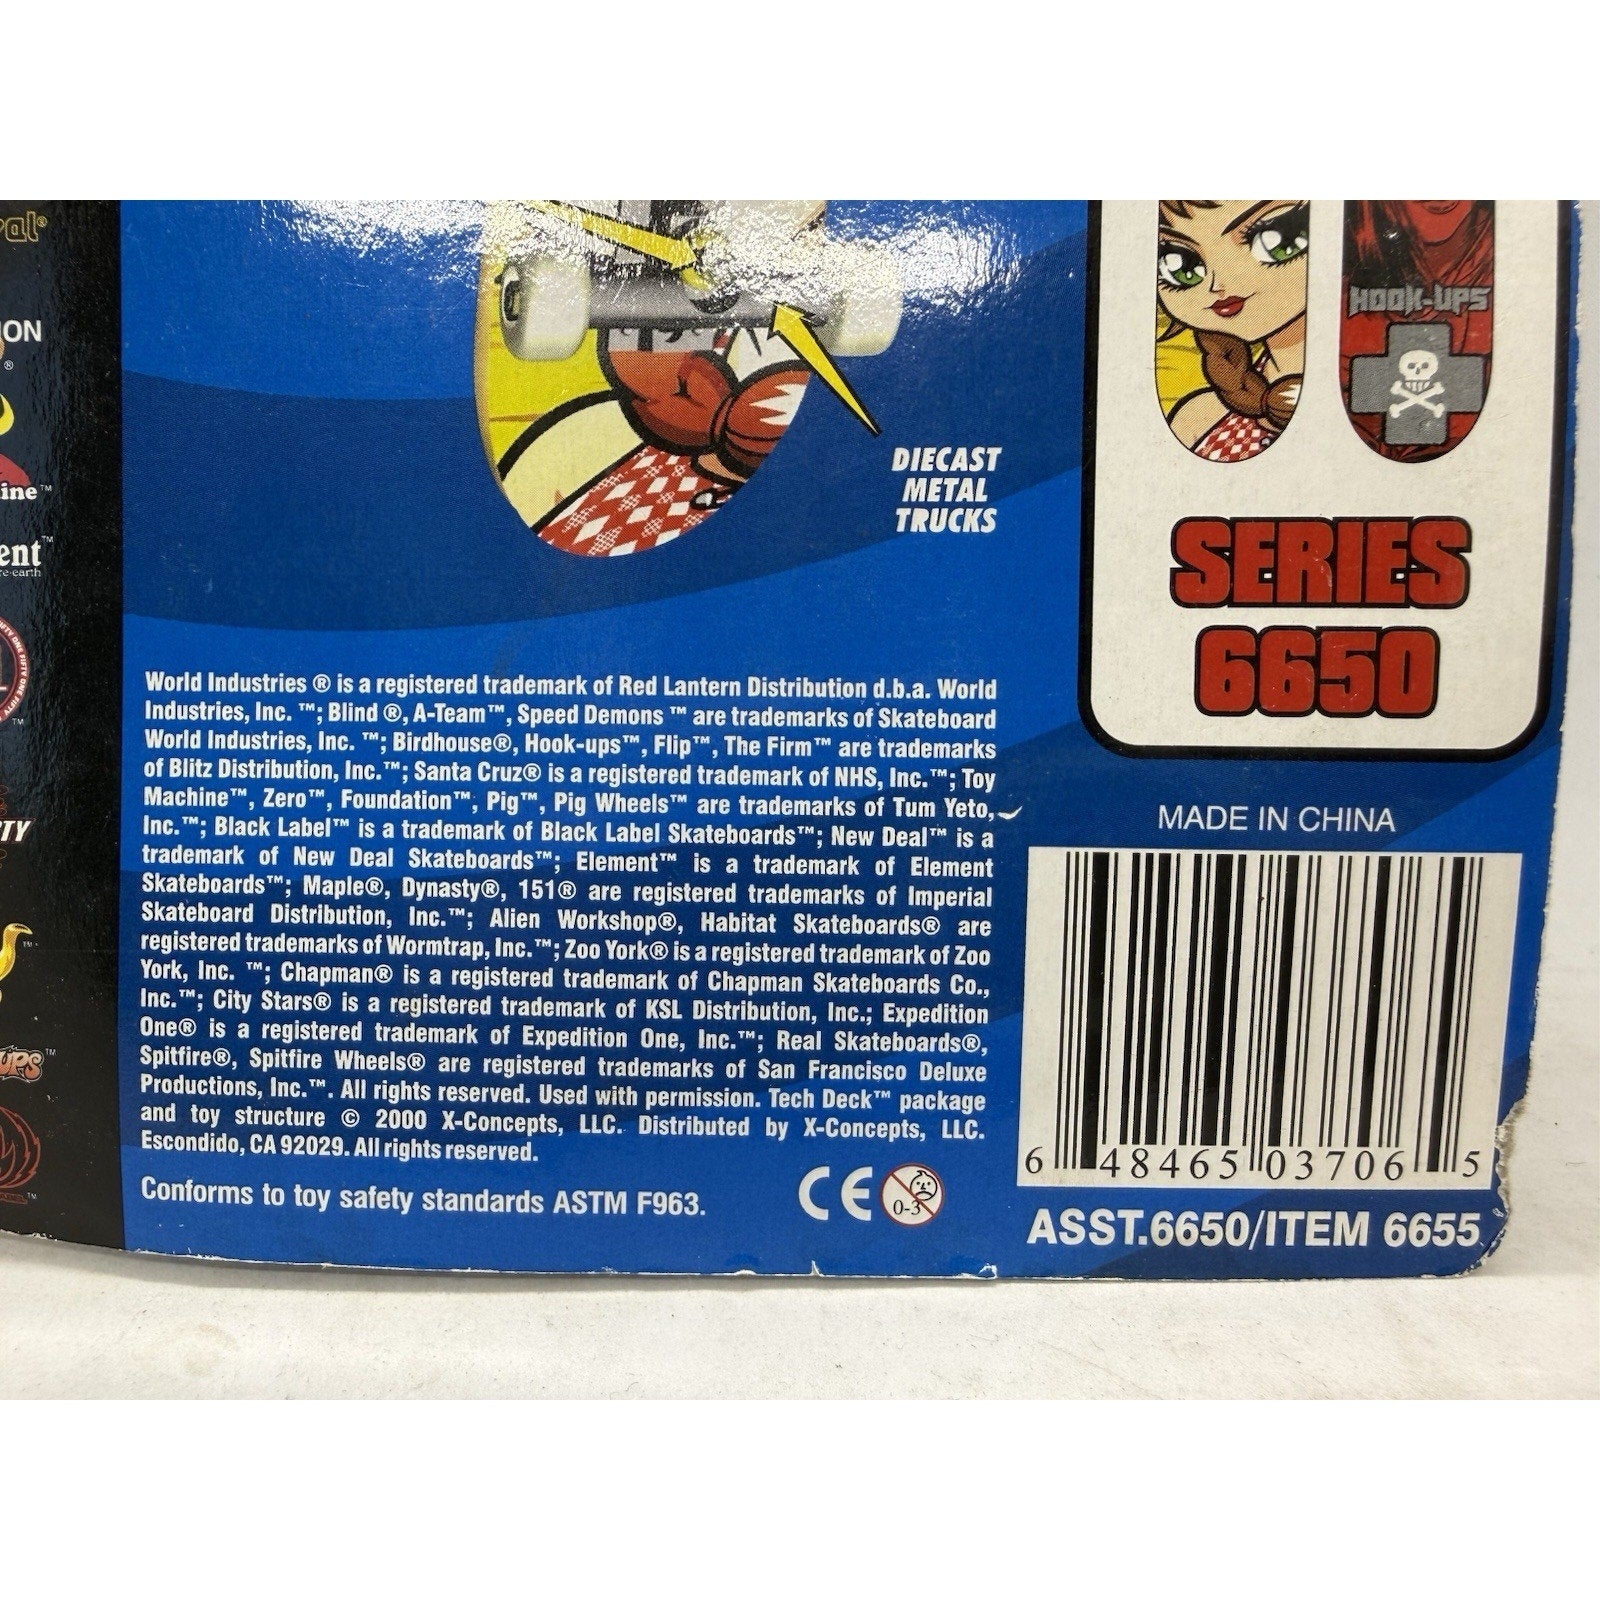 ral®
ION
®
ine™
ent™
re·earth
™
TY
™
UPS™
™
DIECAST
METAL
TRUCKS
HOOK-UPS
SERIES
6650
World Industries ® is a registered trademark of Red Lantern Distribution d.b.a. World
Industries, Inc. ™; Blind ®, A-Team™, Speed Demons ™ are trademarks of Skateboard
World Industries, Inc. ™; Birdhouse®, Hook-ups™, Flip™, The Firm™ are trademarks
of Blitz Distribution, Inc.™; Santa Cruz® is a registered trademark of NHS, Inc.™; Toy
Machine™, Zero™, Foundation™, Pig™, Pig Wheels™ are trademarks of Tum Yeto,
Inc.™; Black Label™ is a trademark of Black Label Skateboards™; New Deal™ is a
trademark of New Deal Skateboards™; Element™ is a trademark of Element
Skateboards™; Maple®, Dynasty®, 151® are registered trademarks of Imperial
Skateboard Distribution, Inc.™; Alien Workshop®, Habitat Skateboards® are
registered trademarks of Wormtrap, Inc.™; Zoo York® is a registered trademark of Zoo
York, Inc. ™; Chapman® is a registered trademark of Chapman Skateboards Co.,
Inc.™; City Stars® is a registered trademark of KSL Distribution, Inc.; Expedition
One® is a registered trademark of Expedition One, Inc.™; Real Skateboards®,
Spitfire®, Spitfire Wheels® are registered trademarks of San Francisco Deluxe
Productions, Inc.™. All rights reserved. Used with permission. Tech Deck™ package
and toy structure © 2000 X-Concepts, LLC. Distributed by X-Concepts, LLC.
Escondido, CA 92029. All rights reserved.
Conforms to toy safety standards ASTM F963.
CE
0-3
MADE IN CHINA
6 48465 03706 5
ASST.6650/ITEM 6655